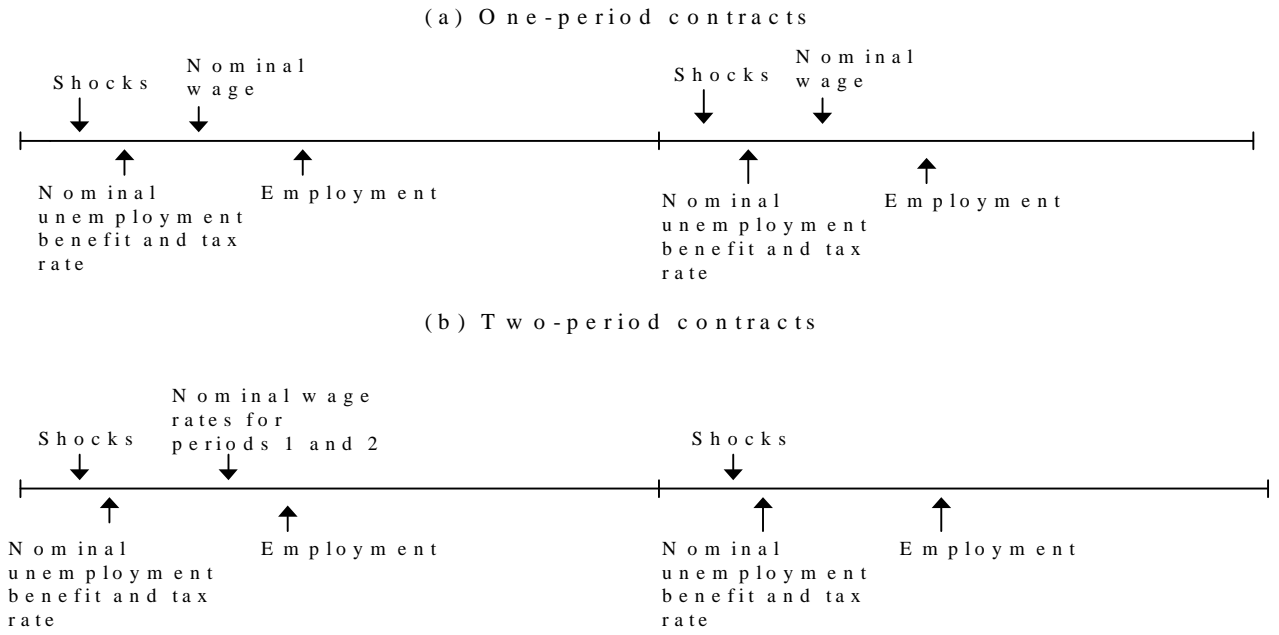 (a) One-period contracts
Shocks
Nominal
wage
Shocks
Nominal
wage
Nominal
unemployment
benefit and tax
rate
Employment
Nominal
unemployment
benefit and tax
rate
Employment
(b) Two-period contracts
Shocks
Nominal wage
rates for
periods 1 and 2
Shocks
Nominal
unemployment
benefit and tax
rate
Employment
Nominal
unemployment
benefit and tax
rate
Employment